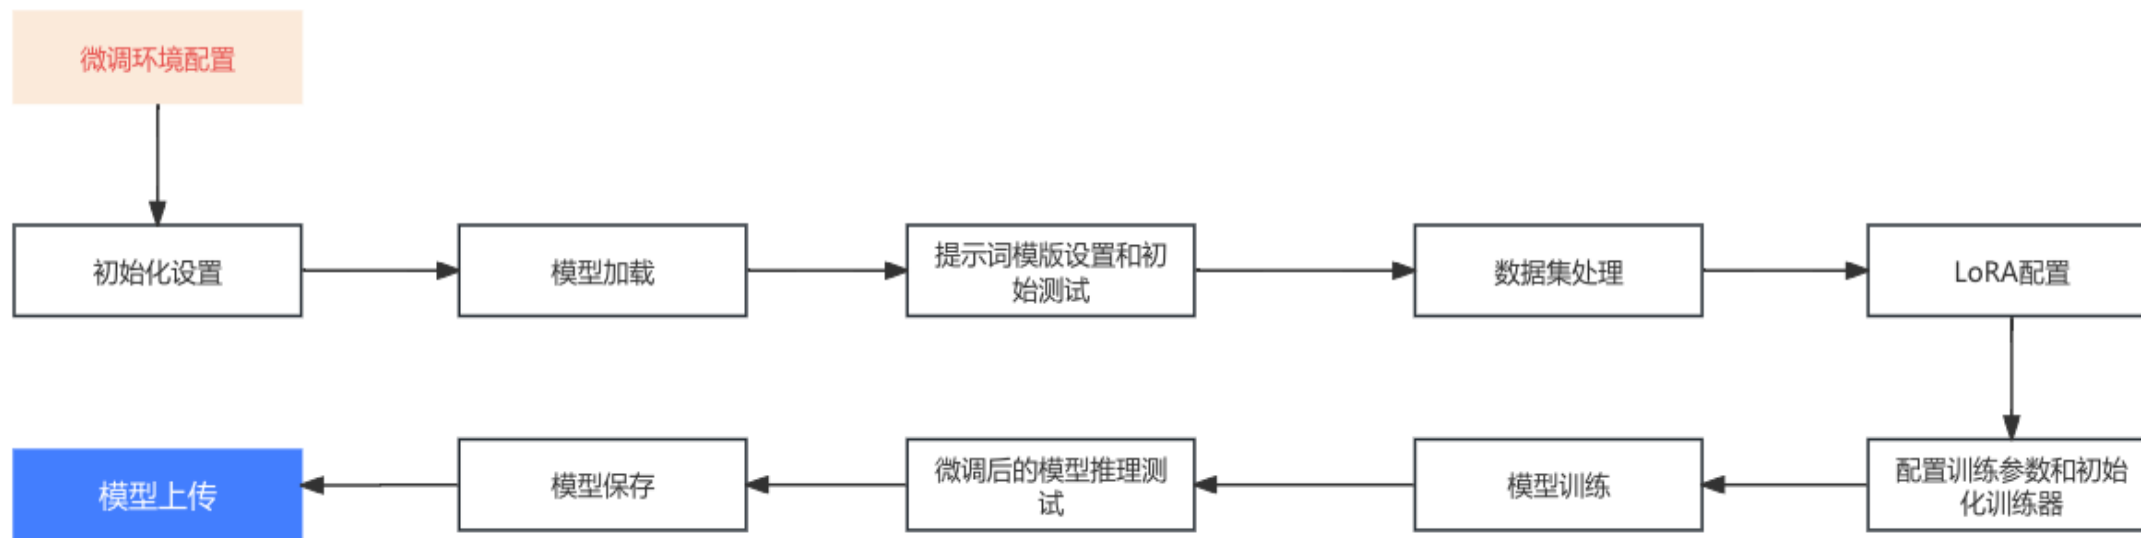 微调环境配置
初始化设置
模型加载
提示词模版设置和初
始测试
数据集处理
LoRA配置
配置训练参数和初始
化训练器
模型训练
微调后的模型推理测
试
模型保存
模型上传